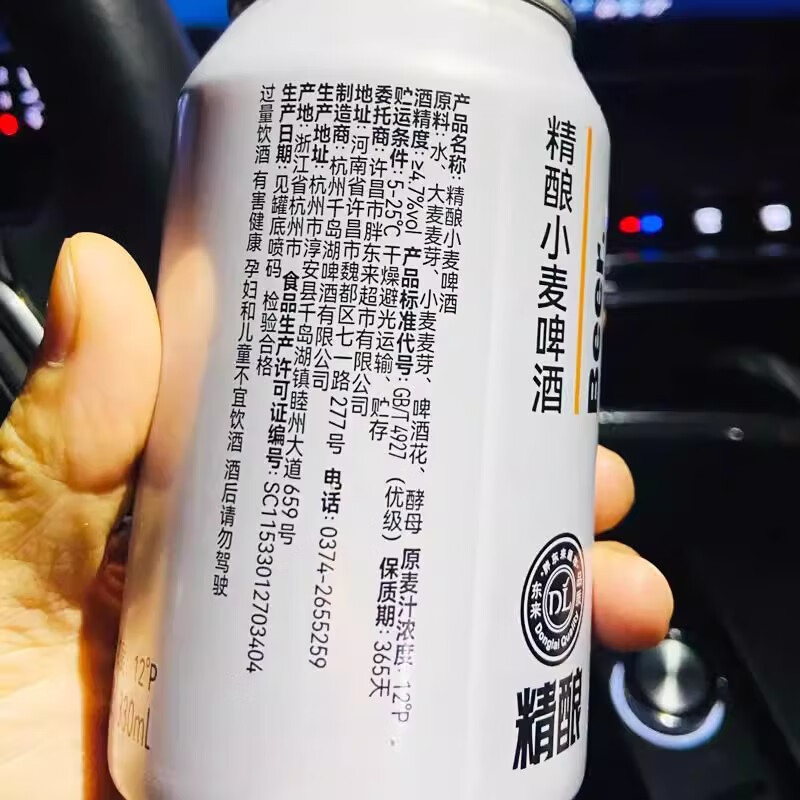 产品名称: 精酿小麦啤酒
原料: 水、大麦麦芽、小麦麦芽、啤酒花、酵母 原麦汁浓度: 12°P
酒精度: ≥4.7%vol 产品标准代号: GB/T 4927 (优级) 保质期: 365天
贮运条件: 5-25℃ 干燥避光运输、贮存
委托商: 许昌市胖东来超市有限公司
地址: 河南省许昌市魏都区七一路277号 电话: 0374-2655259
制造商: 杭州千岛湖啤酒有限公司
生产地址: 杭州市淳安县千岛湖镇睦州大道659号
产地: 浙江省杭州市 食品生产许可证编号: SC11533012703404
生产日期: 见罐底喷码 检验合格
过量饮酒 有害健康 孕妇和儿童不宜饮酒 酒后请勿驾驶
精酿小麦啤酒
Beer.
DL
Donglai Quality
精酿
12°P
330mL